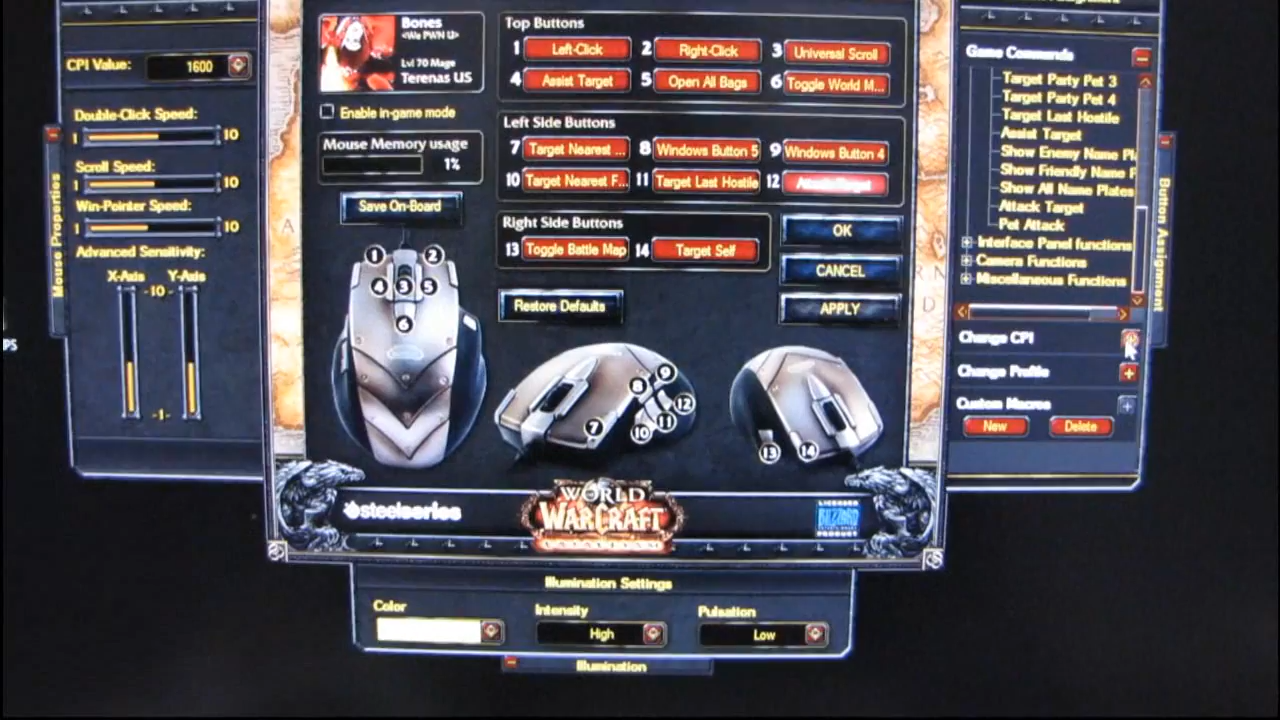 CPI Value: 1600
Double-Click Speed:
1 10
Scroll Speed:
1 10
Win-Pointer Speed:
1 10
Advanced Sensitivity:
X-Axis Y-Axis
-10-
-1-
Mouse Properties
Bones
<We PWN U>
Lvl 70 Mage
Terenas US
Enable in-game mode
Mouse Memory usage
1%
Save On-Board
Top Buttons
1 Left-Click 2 Right-Click 3 Universal Scroll
4 Assist Target 5 Open All Bags 6 Toggle World M...
Left Side Buttons
7 Target Nearest ... 8 Windows Button 5 9 Windows Button 4
10 Target Nearest F... 11 Target Last Hostile 12 Attack Target
Right Side Buttons
13 Toggle Battle Map 14 Target Self
OK
CANCEL
APPLY
Restore Defaults
1 2
4 3 5
6
9
8
12
11
7 10
13 14
steelseries
WORLD
WARCRAFT
CATACLYSM
LICENSED
BLIZZARD
ENTERTAINMENT
PRODUCT
Game Commands
Target Party Pet 3
Target Party Pet 4
Target Last Hostile
Assist Target
Show Enemy Name Pl
Show Friendly Name P
Show All Name Plates
Attack Target
Pet Attack
Interface Panel functions
Camera Functions
Miscellaneous Functions
Change CPI
Change Profile
Custom Macros
New Delete
Button Assignment
Illumination Settings
Color Intensity Pulsation
High Low
Illumination